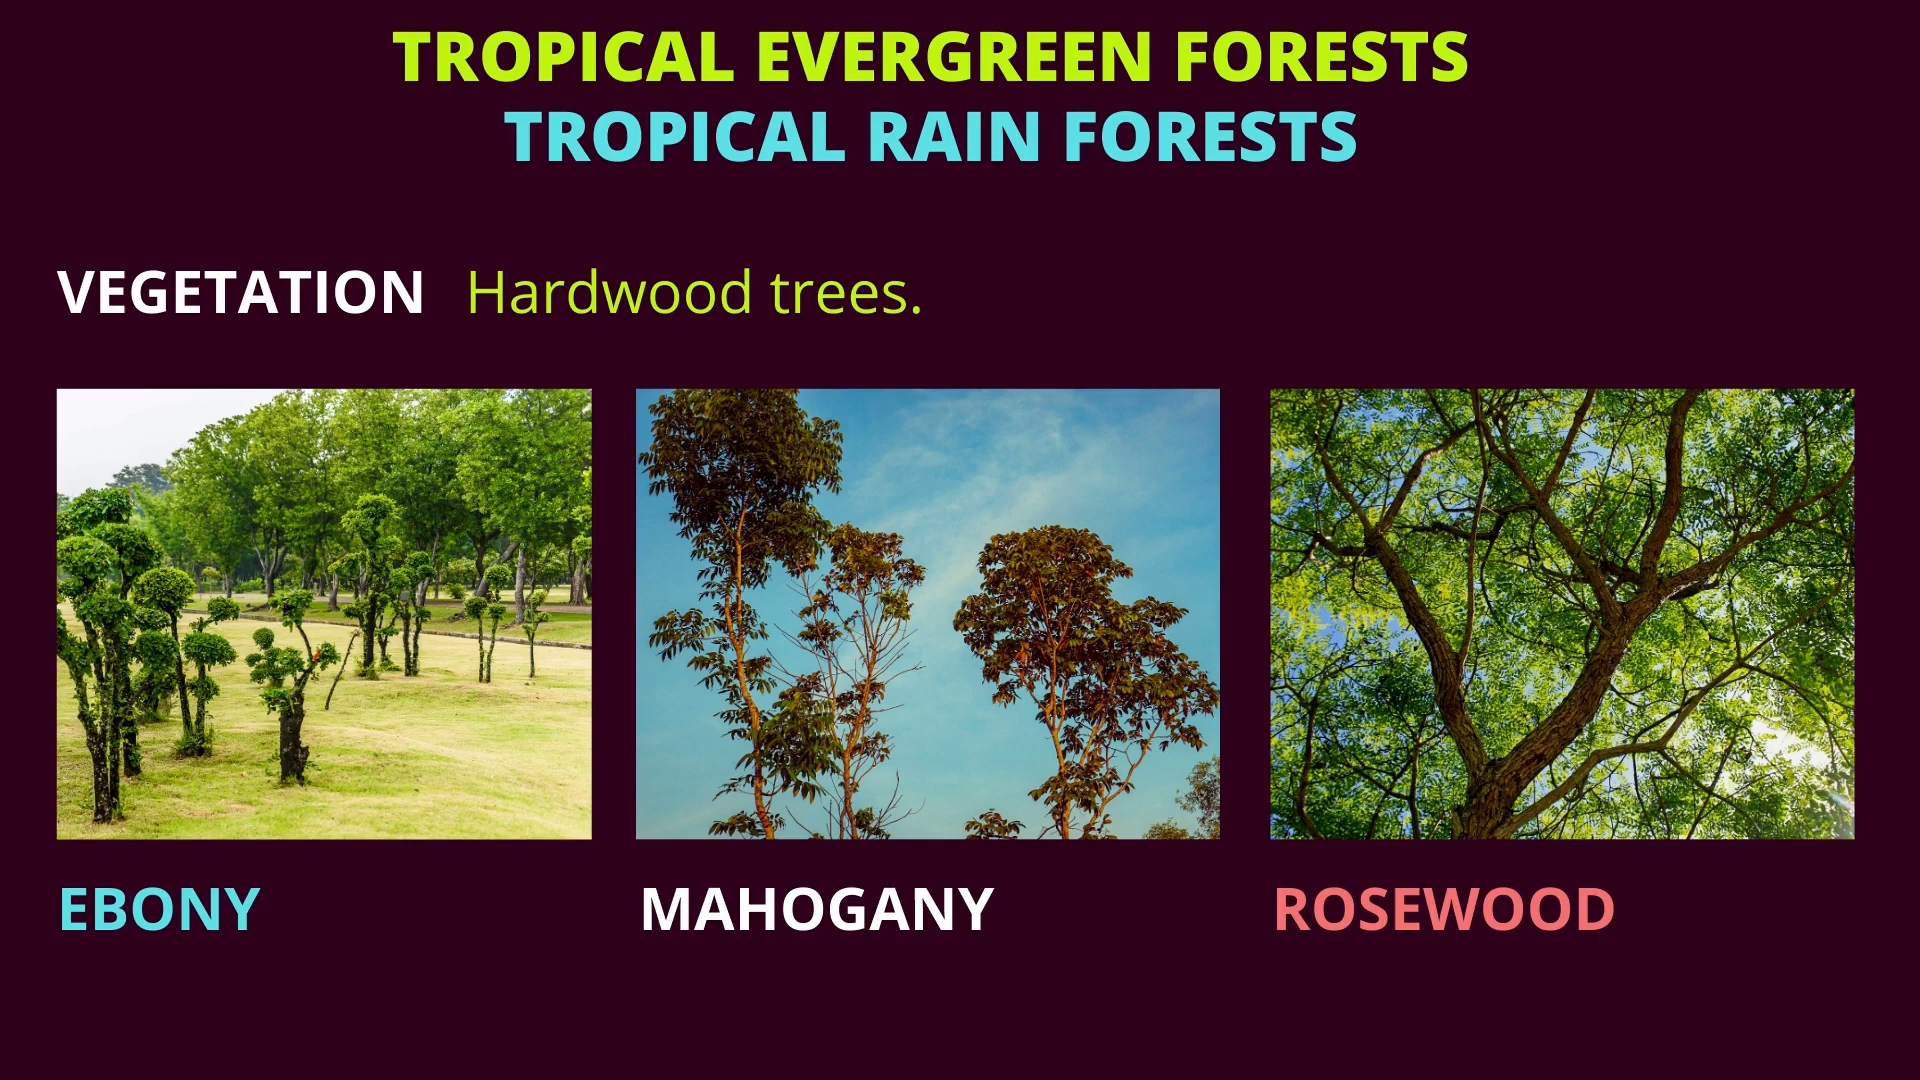 TROPICAL EVERGREEN FORESTS
TROPICAL RAIN FORESTS
VEGETATION Hardwood trees.
EBONY
MAHOGANY
ROSEWOOD